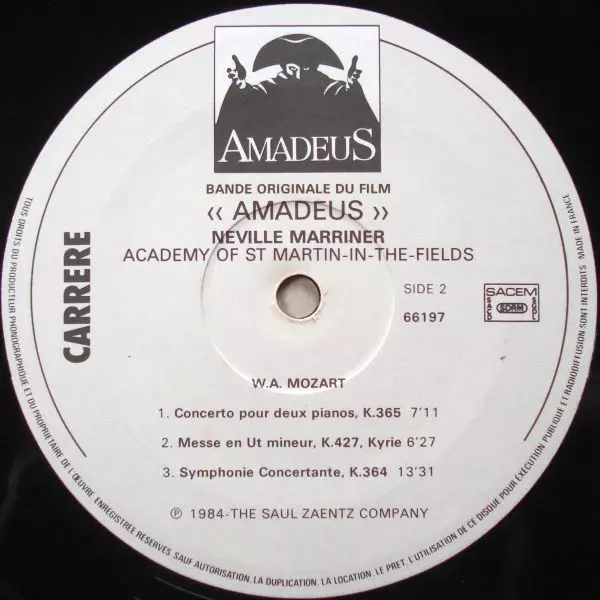 AMADEUS
BANDE ORIGINALE DU FILM
‹‹ AMADEUS ››
NEVILLE MARRINER
ACADEMY OF ST MARTIN-IN-THE-FIELDS
CARRERE
SIDE 2
66197
SACEM
SACD
SDRM
SGDL
W.A. MOZART
1. Concerto pour deux pianos, K.365 7'11
2. Messe en Ut mineur, K.427, Kyrie 6'27
3. Symphonie Concertante, K.364 13'31
℗ 1984-THE SAUL ZAENTZ COMPANY
TOUS DROITS DU PRODUCTEUR PHONOGRAPHIQUE ET DU PROPRIETAIRE DE L'ŒUVRE ENREGISTREE RESERVES SAUF AUTORISATION. LA DUPLICATION. LA LOCATION. LE PRET. L'UTILISATION DE CE DISQUE POUR EXECUTION PUBLIQUE ET RADIODIFFUSION SONT INTERDITS MADE IN FRANCE